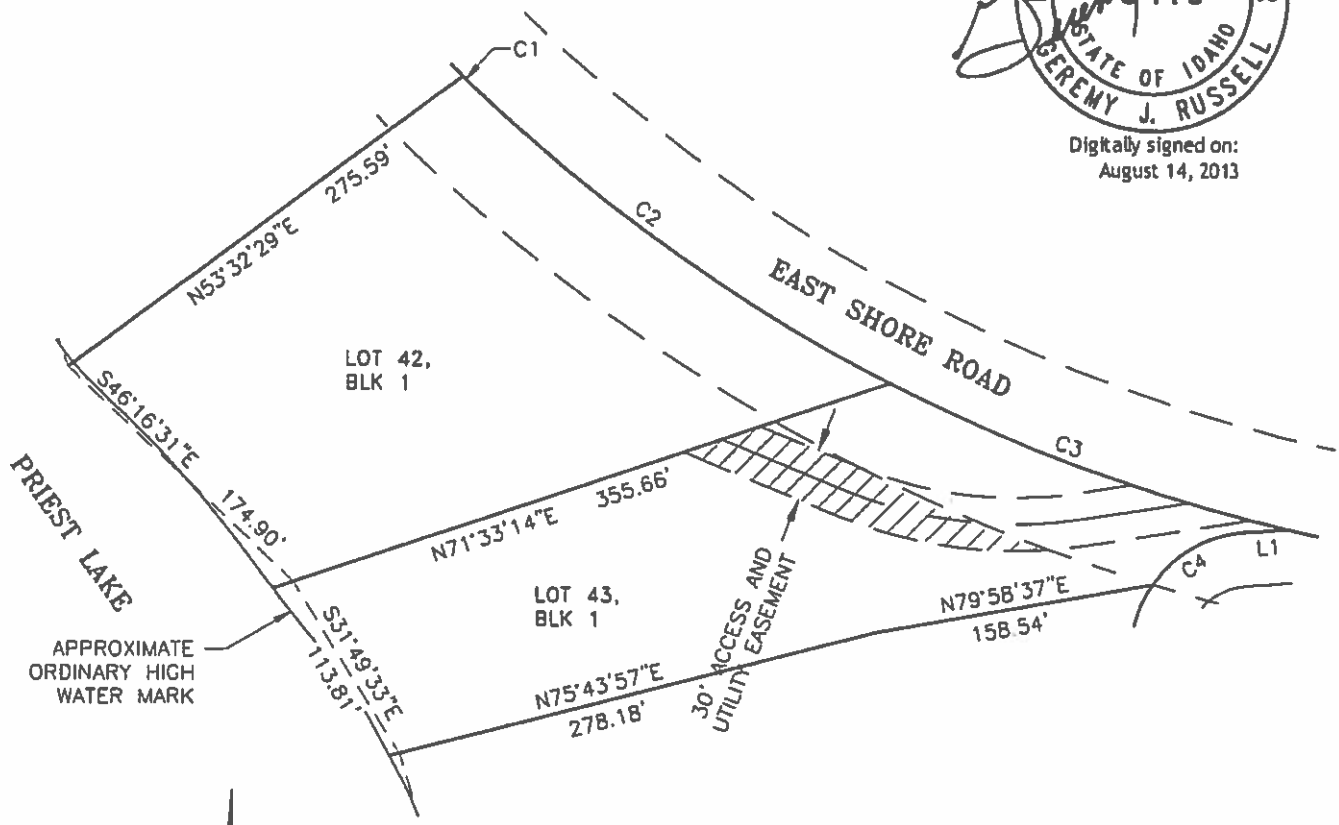 C1
STATE OF IDAHO
GEREMY J. RUSSELL
Digitally signed on:
August 14, 2013
N53°32'29"E 275.59'
C2
EAST SHORE ROAD
LOT 42,
BLK 1
S46°16'31"E
174.90'
PRIEST LAKE
C3
N71°33'14"E 355.66'
L1
C4
LOT 43,
BLK 1
30' ACCESS AND
UTILITY EASEMENT
N79°58'37"E
158.54'
APPROXIMATE
ORDINARY HIGH
WATER MARK
S31°49'33"E
113.81'
N75°43'57"E
278.18'